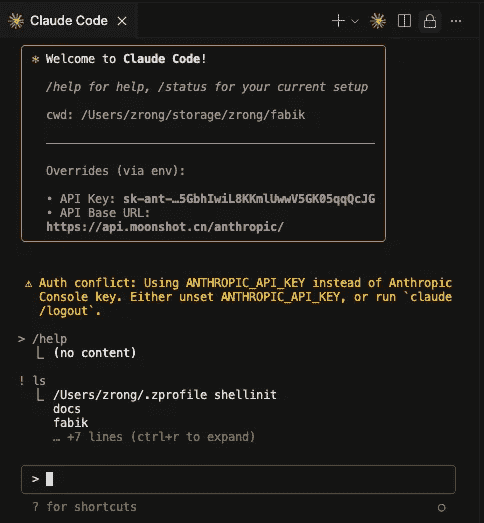 Claude Code
Welcome to Claude Code!
/help for help, /status for your current setup
cwd: /Users/zrong/storage/zrong/fabik
Overrides (via env):
• API Key: sk-ant-…5GbhIwiL8KKmlUwwV5GK05qqQcJG
• API Base URL:
https://api.moonshot.cn/anthropic/
⚠ Auth conflict: Using ANTHROPIC_API_KEY instead of Anthropic
Console key. Either unset ANTHROPIC_API_KEY, or run `claude
/logout`.
> /help
(no content)
! ls
/Users/zrong/.zprofile shellinit
docs
fabik
… +7 lines (ctrl+r to expand)
>
? for shortcuts